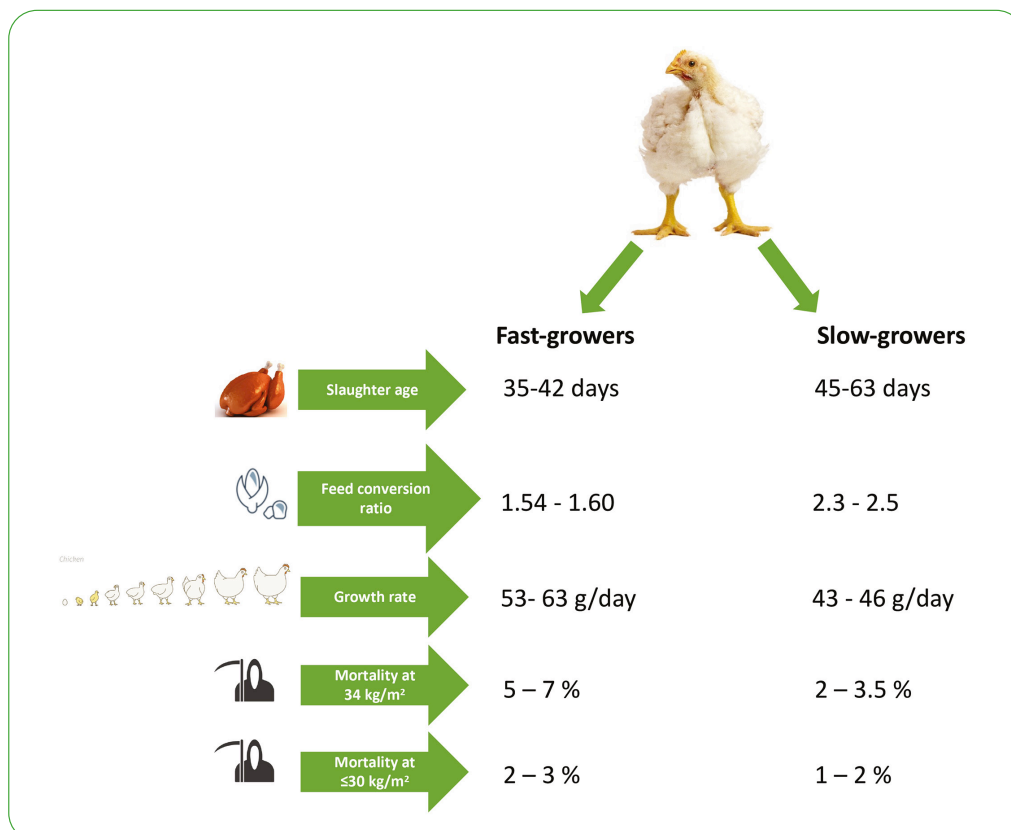 Fast-growers
Slow-growers
Slaughter age
35-42 days
45-63 days
Feed conversion
ratio
1.54 - 1.60
2.3 - 2.5
Chicken
Growth rate
53- 63 g/day
43 - 46 g/day
Mortality at
34 kg/m²
5 – 7 %
2 – 3.5 %
Mortality at
≤30 kg/m²
2 – 3 %
1 – 2 %